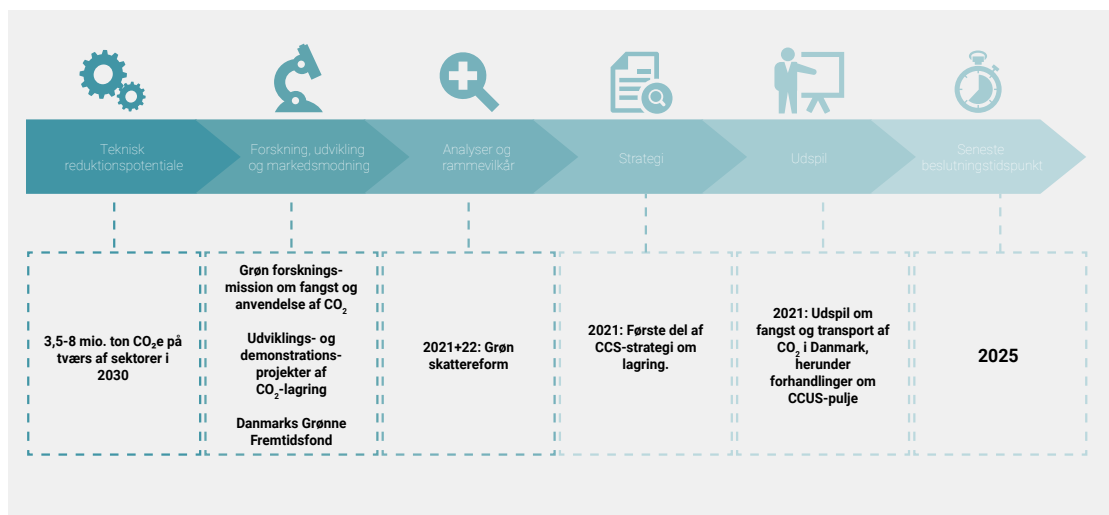 Teknisk
reduktionspotentiale
Forskning, udvikling
og markedsmodning
Analyser og
rammevilkår
Strategi
Udspil
Seneste
beslutningstidspunkt
3,5-8 mio. ton CO₂e på
tværs af sektorer i
2030
Grøn forsknings-
mission om fangst og
anvendelse af CO₂
Udviklings- og
demonstrations-
projekter af
CO₂-lagring
Danmarks Grønne
Fremtidsfond
2021+22: Grøn
skattereform
2021: Første del af
CCS-strategi om
lagring.
2021: Udspil om
fangst og transport af
CO₂ i Danmark,
herunder
forhandlinger om
CCUS-pulje
2025